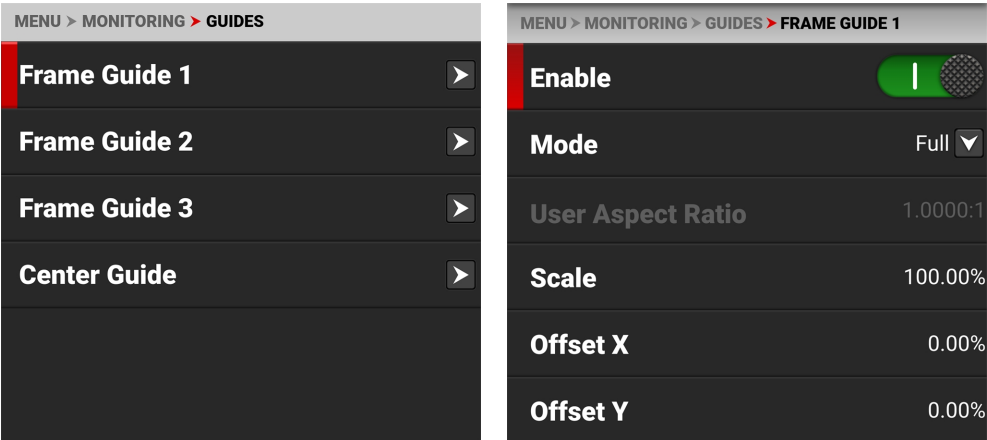 MENU > MONITORING > GUIDES
Frame Guide 1
Frame Guide 2
Frame Guide 3
Center Guide
MENU > MONITORING > GUIDES > FRAME GUIDE 1
Enable
Mode Full
User Aspect Ratio 1.0000:1
Scale 100.00%
Offset X 0.00%
Offset Y 0.00%